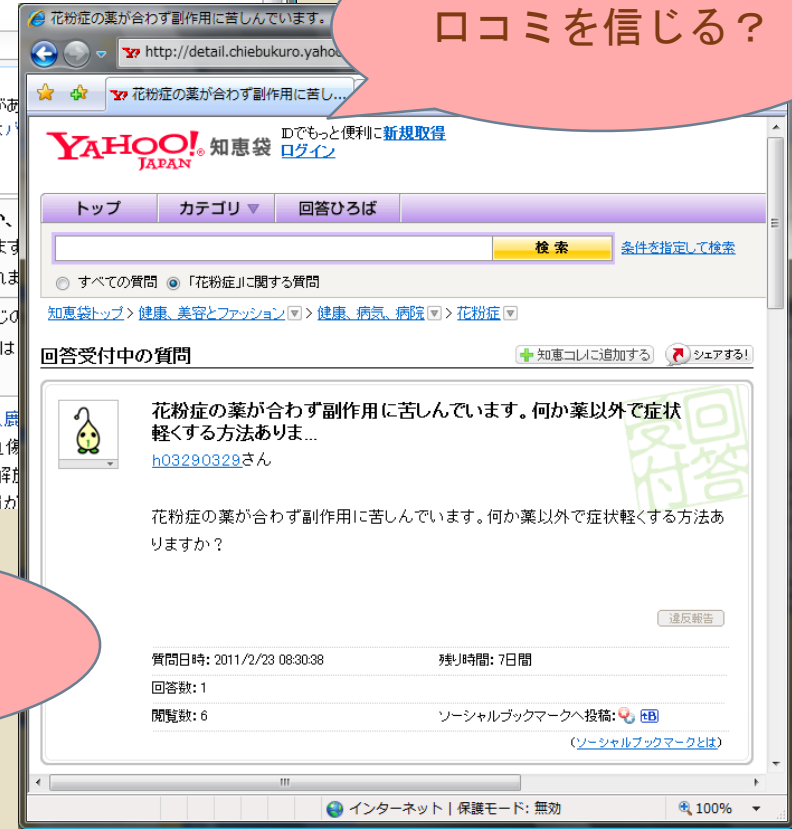 口コミを信じる？
花粉症の薬が合わず副作用に苦しんでいます。
http://detail.chiebukuro.yahoo
花粉症の薬が合わず副作用に苦し...
YAHOO! 知恵袋
JAPAN
IDでもっと便利に新規取得
ログイン
トップ カテゴリ 回答ひろば
検索 条件を指定して検索
すべての質問 「花粉症」に関する質問
知恵袋トップ > 健康、美容とファッション > 健康、病気、病院 > 花粉症
回答受付中の質問 知恵コレに追加する シェアする!
花粉症の薬が合わず副作用に苦しんでいます。何か薬以外で症状
軽くする方法ありま...
回答
受付
h03290329さん
花粉症の薬が合わず副作用に苦しんでいます。何か薬以外で症状軽くする方法あ
りますか？
違反報告
質問日時: 2011/2/23 08:30:38 残り時間: 7日間
回答数: 1
閲覧数: 6 ソーシャルブックマークへ投稿:
(ソーシャルブックマークとは)
インターネット | 保護モード: 無効 100%